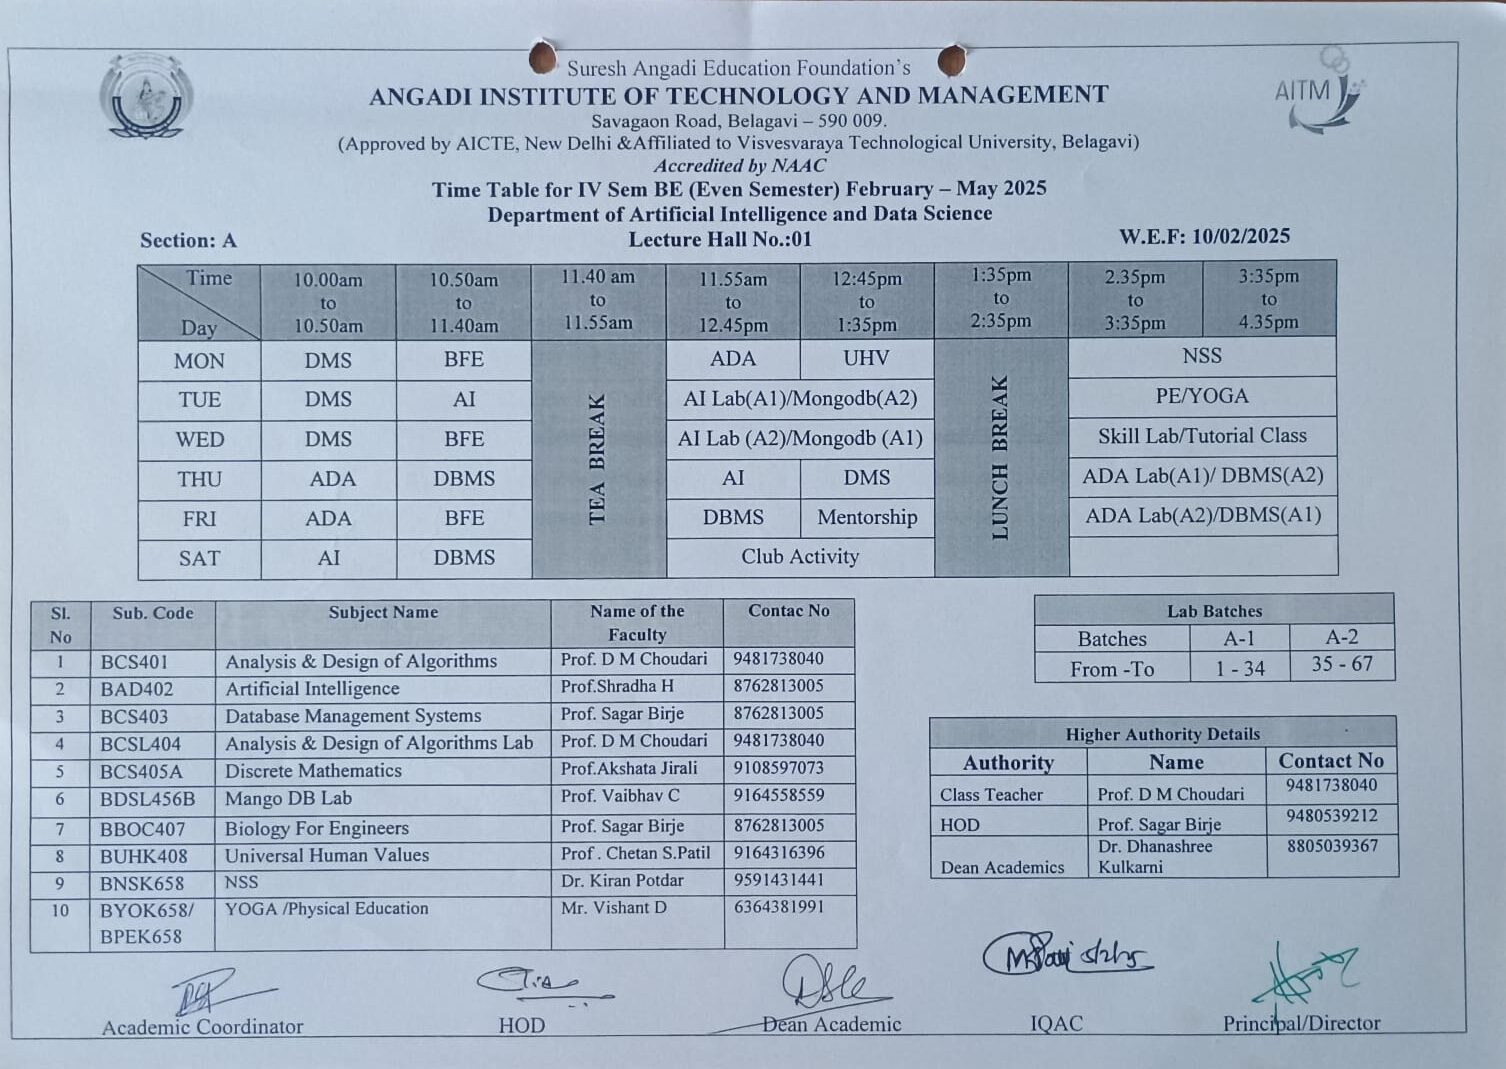 Suresh Angadi Education Foundation's
AITM
ANGADI INSTITUTE OF TECHNOLOGY AND MANAGEMENT
Savagaon Road, Belagavi – 590 009.
(Approved by AICTE, New Delhi &Affiliated to Visvesvaraya Technological University, Belagavi)
Accredited by NAAC
Time Table for IV Sem BE (Even Semester) February – May 2025
Department of Artificial Intelligence and Data Science
Section: A Lecture Hall No.:01 W.E.F: 10/02/2025
Time 10.00am 10.50am 11.40 am 11.55am 12:45pm 1:35pm 2.35pm 3:35pm
to to to to to to to to
Day 10.50am 11.40am 11.55am 12.45pm 1:35pm 2:35pm 3:35pm 4.35pm
MON DMS BFE ADA UHV NSS
TUE DMS AI AI Lab(A1)/Mongodb(A2) PE/YOGA
WED DMS BFE AI Lab (A2)/Mongodb (A1) Skill Lab/Tutorial Class
THU ADA DBMS AI DMS ADA Lab(A1)/ DBMS(A2)
FRI ADA BFE DBMS Mentorship ADA Lab(A2)/DBMS(A1)
SAT AI DBMS Club Activity
TEA BREAK
LUNCH BREAK
Sl. No Sub. Code Subject Name Name of the Faculty Contac No
1 BCS401 Analysis & Design of Algorithms Prof. D M Choudari 9481738040
2 BAD402 Artificial Intelligence Prof.Shradha H 8762813005
3 BCS403 Database Management Systems Prof. Sagar Birje 8762813005
4 BCSL404 Analysis & Design of Algorithms Lab Prof. D M Choudari 9481738040
5 BCS405A Discrete Mathematics Prof.Akshata Jirali 9108597073
6 BDSL456B Mango DB Lab Prof. Vaibhav C 9164558559
7 BBOC407 Biology For Engineers Prof. Sagar Birje 8762813005
8 BUHK408 Universal Human Values Prof . Chetan S.Patil 9164316396
9 BNSK658 NSS Dr. Kiran Potdar 9591431441
10 BYOK658/ YOGA /Physical Education Mr. Vishant D 6364381991
BPEK658
Lab Batches
Batches A-1 A-2
From -To 1 - 34 35 - 67
Higher Authority Details
Authority Name Contact No
Class Teacher Prof. D M Choudari 9481738040
HOD Prof. Sagar Birje 9480539212
Dean Academics Dr. Dhanashree Kulkarni 8805039367
Academic Coordinator HOD Dean Academic IQAC Principal/Director